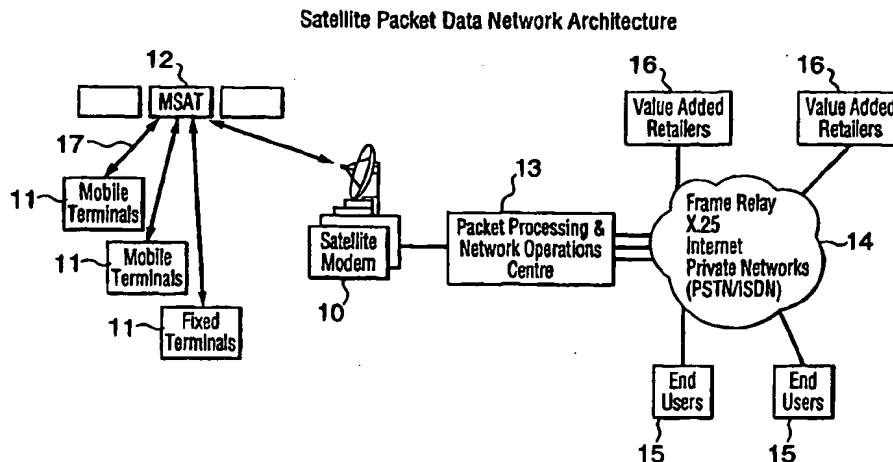 Satellite Packet Data Network Architecture
12
MSAT
17
11
Mobile
Terminals
11
Mobile
Terminals
11
Fixed
Terminals
Satellite
Modem
10
13
Packet Processing &
Network Operations
Centre
16
Value Added
Retailers
16
Value Added
Retailers
Frame Relay
X.25
Internet
Private Networks
(PSTN/ISDN)
14
End
Users
15
End
Users
15